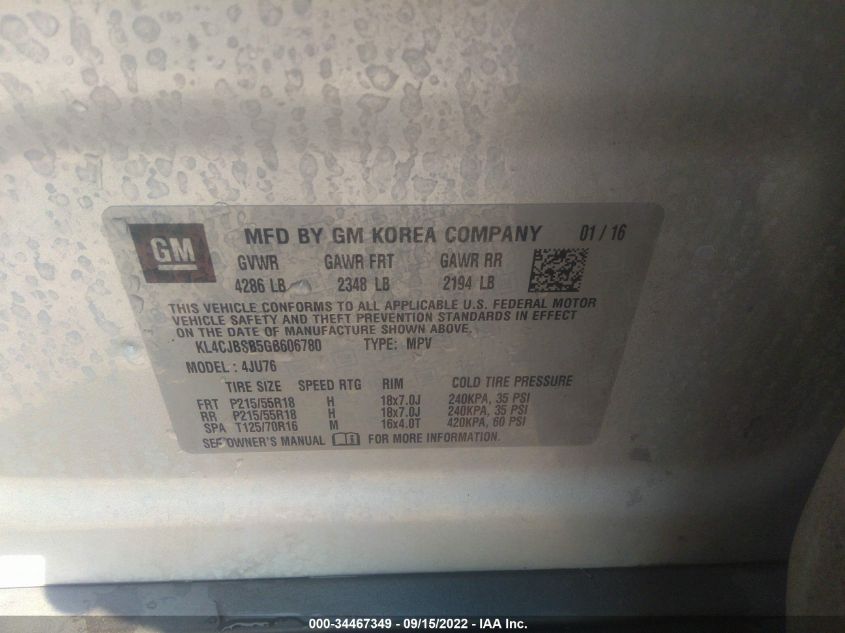 GM
MFD BY GM KOREA COMPANY 01 / 16
GVWR GAWR FRT GAWR RR
4286 LB 2348 LB 2194 LB
THIS VEHICLE CONFORMS TO ALL APPLICABLE U.S. FEDERAL MOTOR
VEHICLE SAFETY AND THEFT PREVENTION STANDARDS IN EFFECT
ON THE DATE OF MANUFACTURE SHOWN ABOVE.
KL4CJBSB5GB606780 TYPE: MPV
MODEL : 4JU76
TIRE SIZE SPEED RTG RIM COLD TIRE PRESSURE
FRT P215/55R18 H 18x7.0J 240KPA, 35 PSI
RR P215/55R18 H 18x7.0J 240KPA, 35 PSI
SPA T125/70R16 M 16x4.0T 420KPA, 60 PSI
SEE OWNER'S MANUAL FOR MORE INFORMATION.
000-34467349 - 09/15/2022 - IAA Inc.